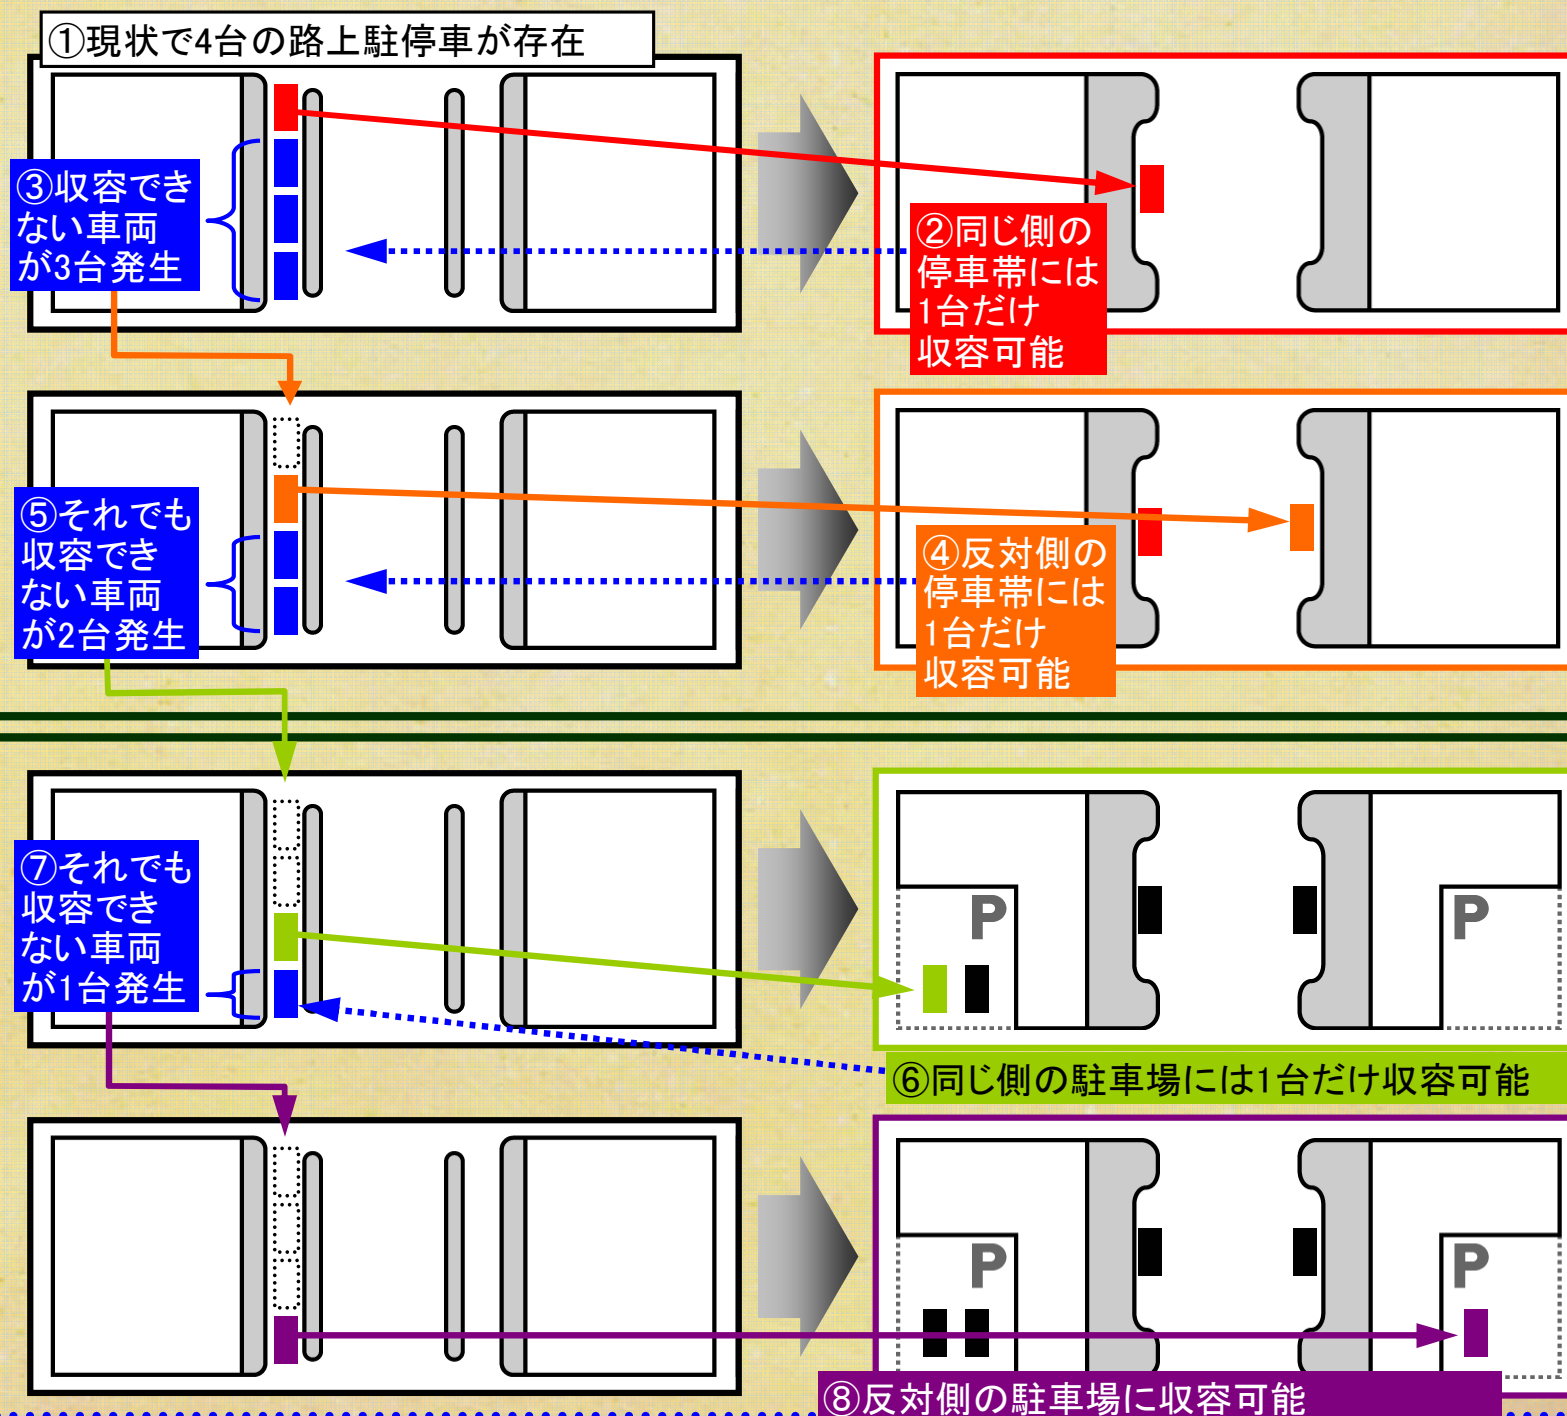 ①現状で4台の路上駐停車が存在
③収容でき
ない車両
が3台発生
②同じ側の
停車帯には
1台だけ
収容可能
⑤それでも
収容でき
ない車両
が2台発生
④反対側の
停車帯には
1台だけ
収容可能
⑦それでも
収容でき
ない車両
が1台発生
P
P
⑥同じ側の駐車場には1台だけ収容可能
P
P
⑧反対側の駐車場に収容可能